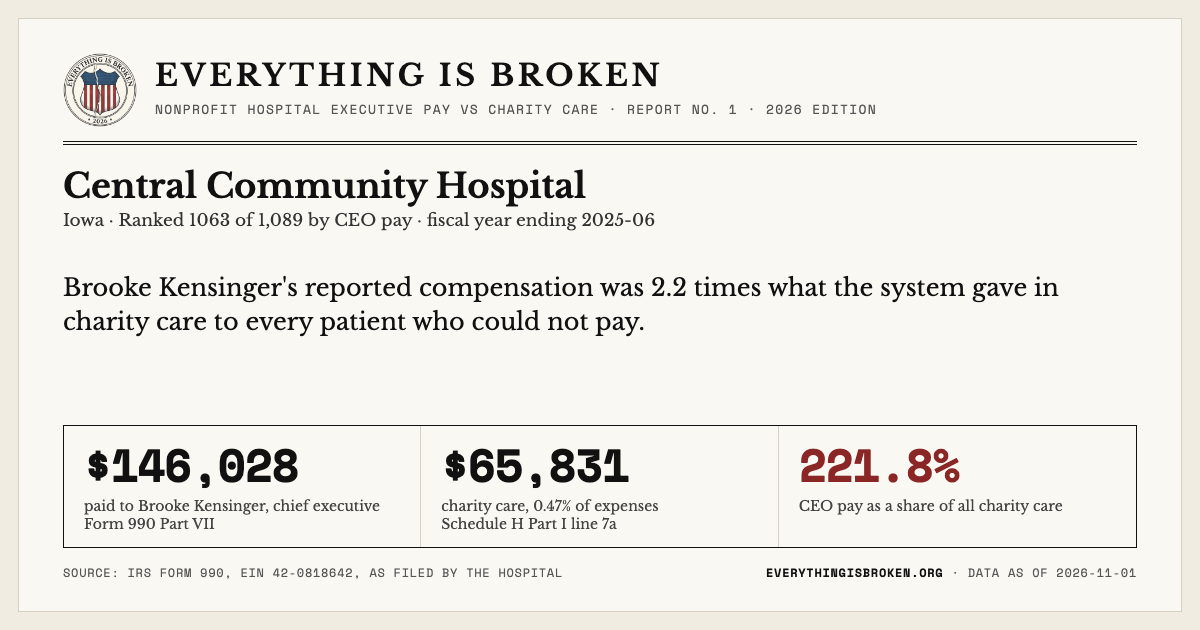 EVERYTHING IS BROKEN
· 2026 ·
EVERYTHING IS BROKEN
NONPROFIT HOSPITAL EXECUTIVE PAY VS CHARITY CARE · REPORT NO. 1 · 2026 EDITION
Central Community Hospital
Iowa · Ranked 1063 of 1,089 by CEO pay · fiscal year ending 2025-06
Brooke Kensinger's reported compensation was 2.2 times what the system gave in
charity care to every patient who could not pay.
$146,028
paid to Brooke Kensinger, chief executive
Form 990 Part VII
$65,831
charity care, 0.47% of expenses
Schedule H Part I line 7a
221.8%
CEO pay as a share of all charity care
SOURCE: IRS FORM 990, EIN 42-0818642, AS FILED BY THE HOSPITAL
EVERYTHINGISBROKEN.ORG · DATA AS OF 2026-11-01